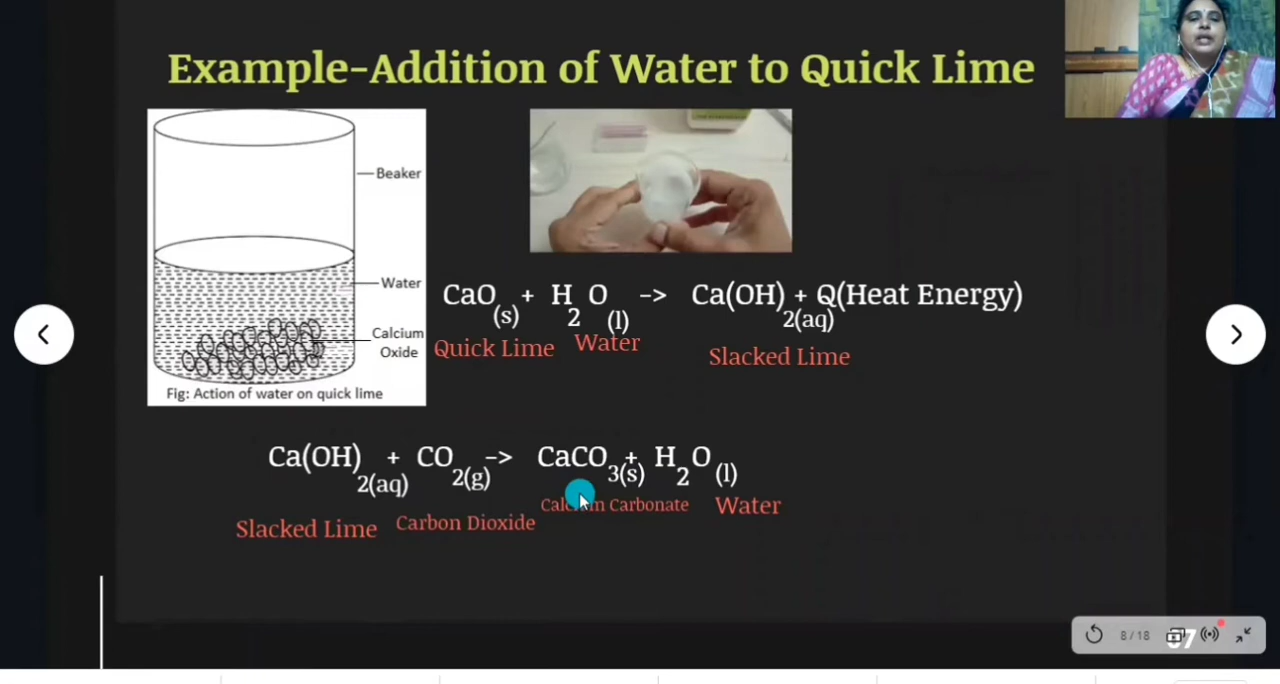 Example-Addition of Water to Quick Lime
Beaker
Water
Calcium
Oxide
Fig: Action of water on quick lime
CaO(s) + H2O(l) -> Ca(OH)2(aq) + Q(Heat Energy)
Quick Lime Water Slacked Lime
Ca(OH)2(aq) + CO2(g) -> CaCO3(s) + H2O(l)
Slacked Lime Carbon Dioxide Calcium Carbonate Water
8/18